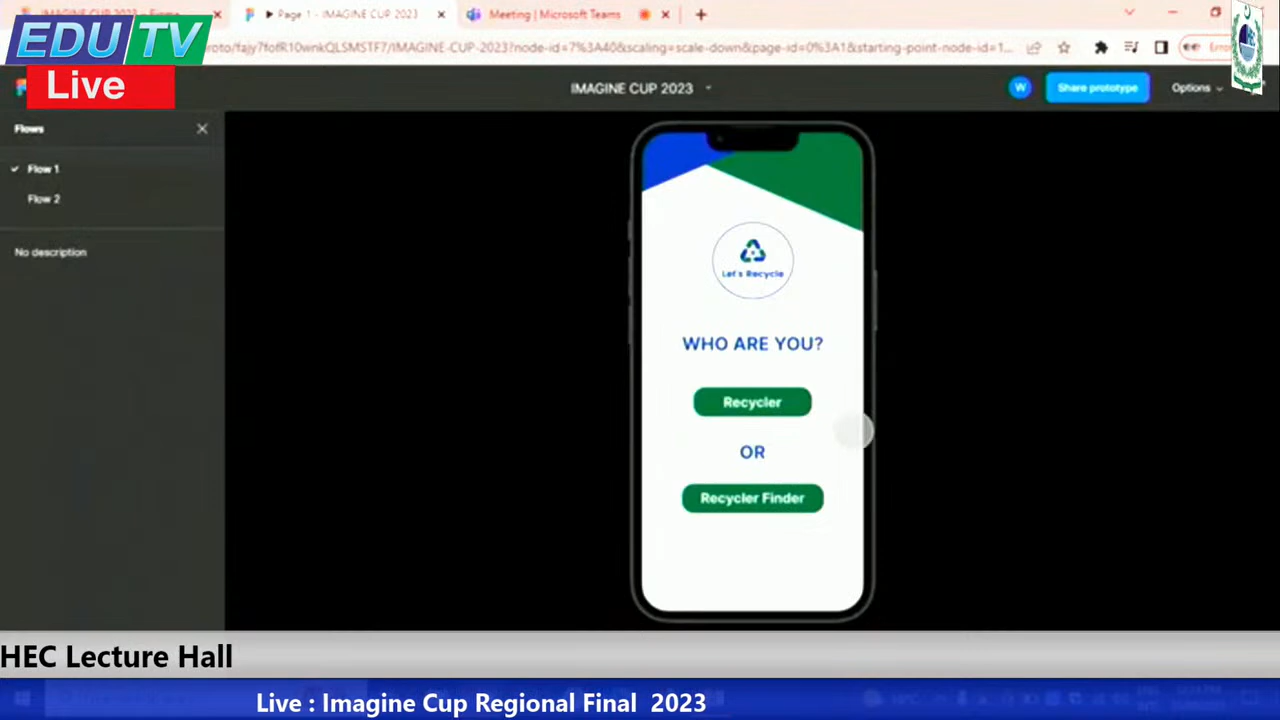 Page 1 - IMAGINE CUP 2023
Meeting | Microsoft Teams
EDU TV
Live
IMAGINE CUP 2023
W
Share prototype
Options
Flows
Flow 1
Flow 2
No description
Let's Recycle
WHO ARE YOU?
Recycler
OR
Recycler Finder
HEC Lecture Hall
Live : Imagine Cup Regional Final 2023